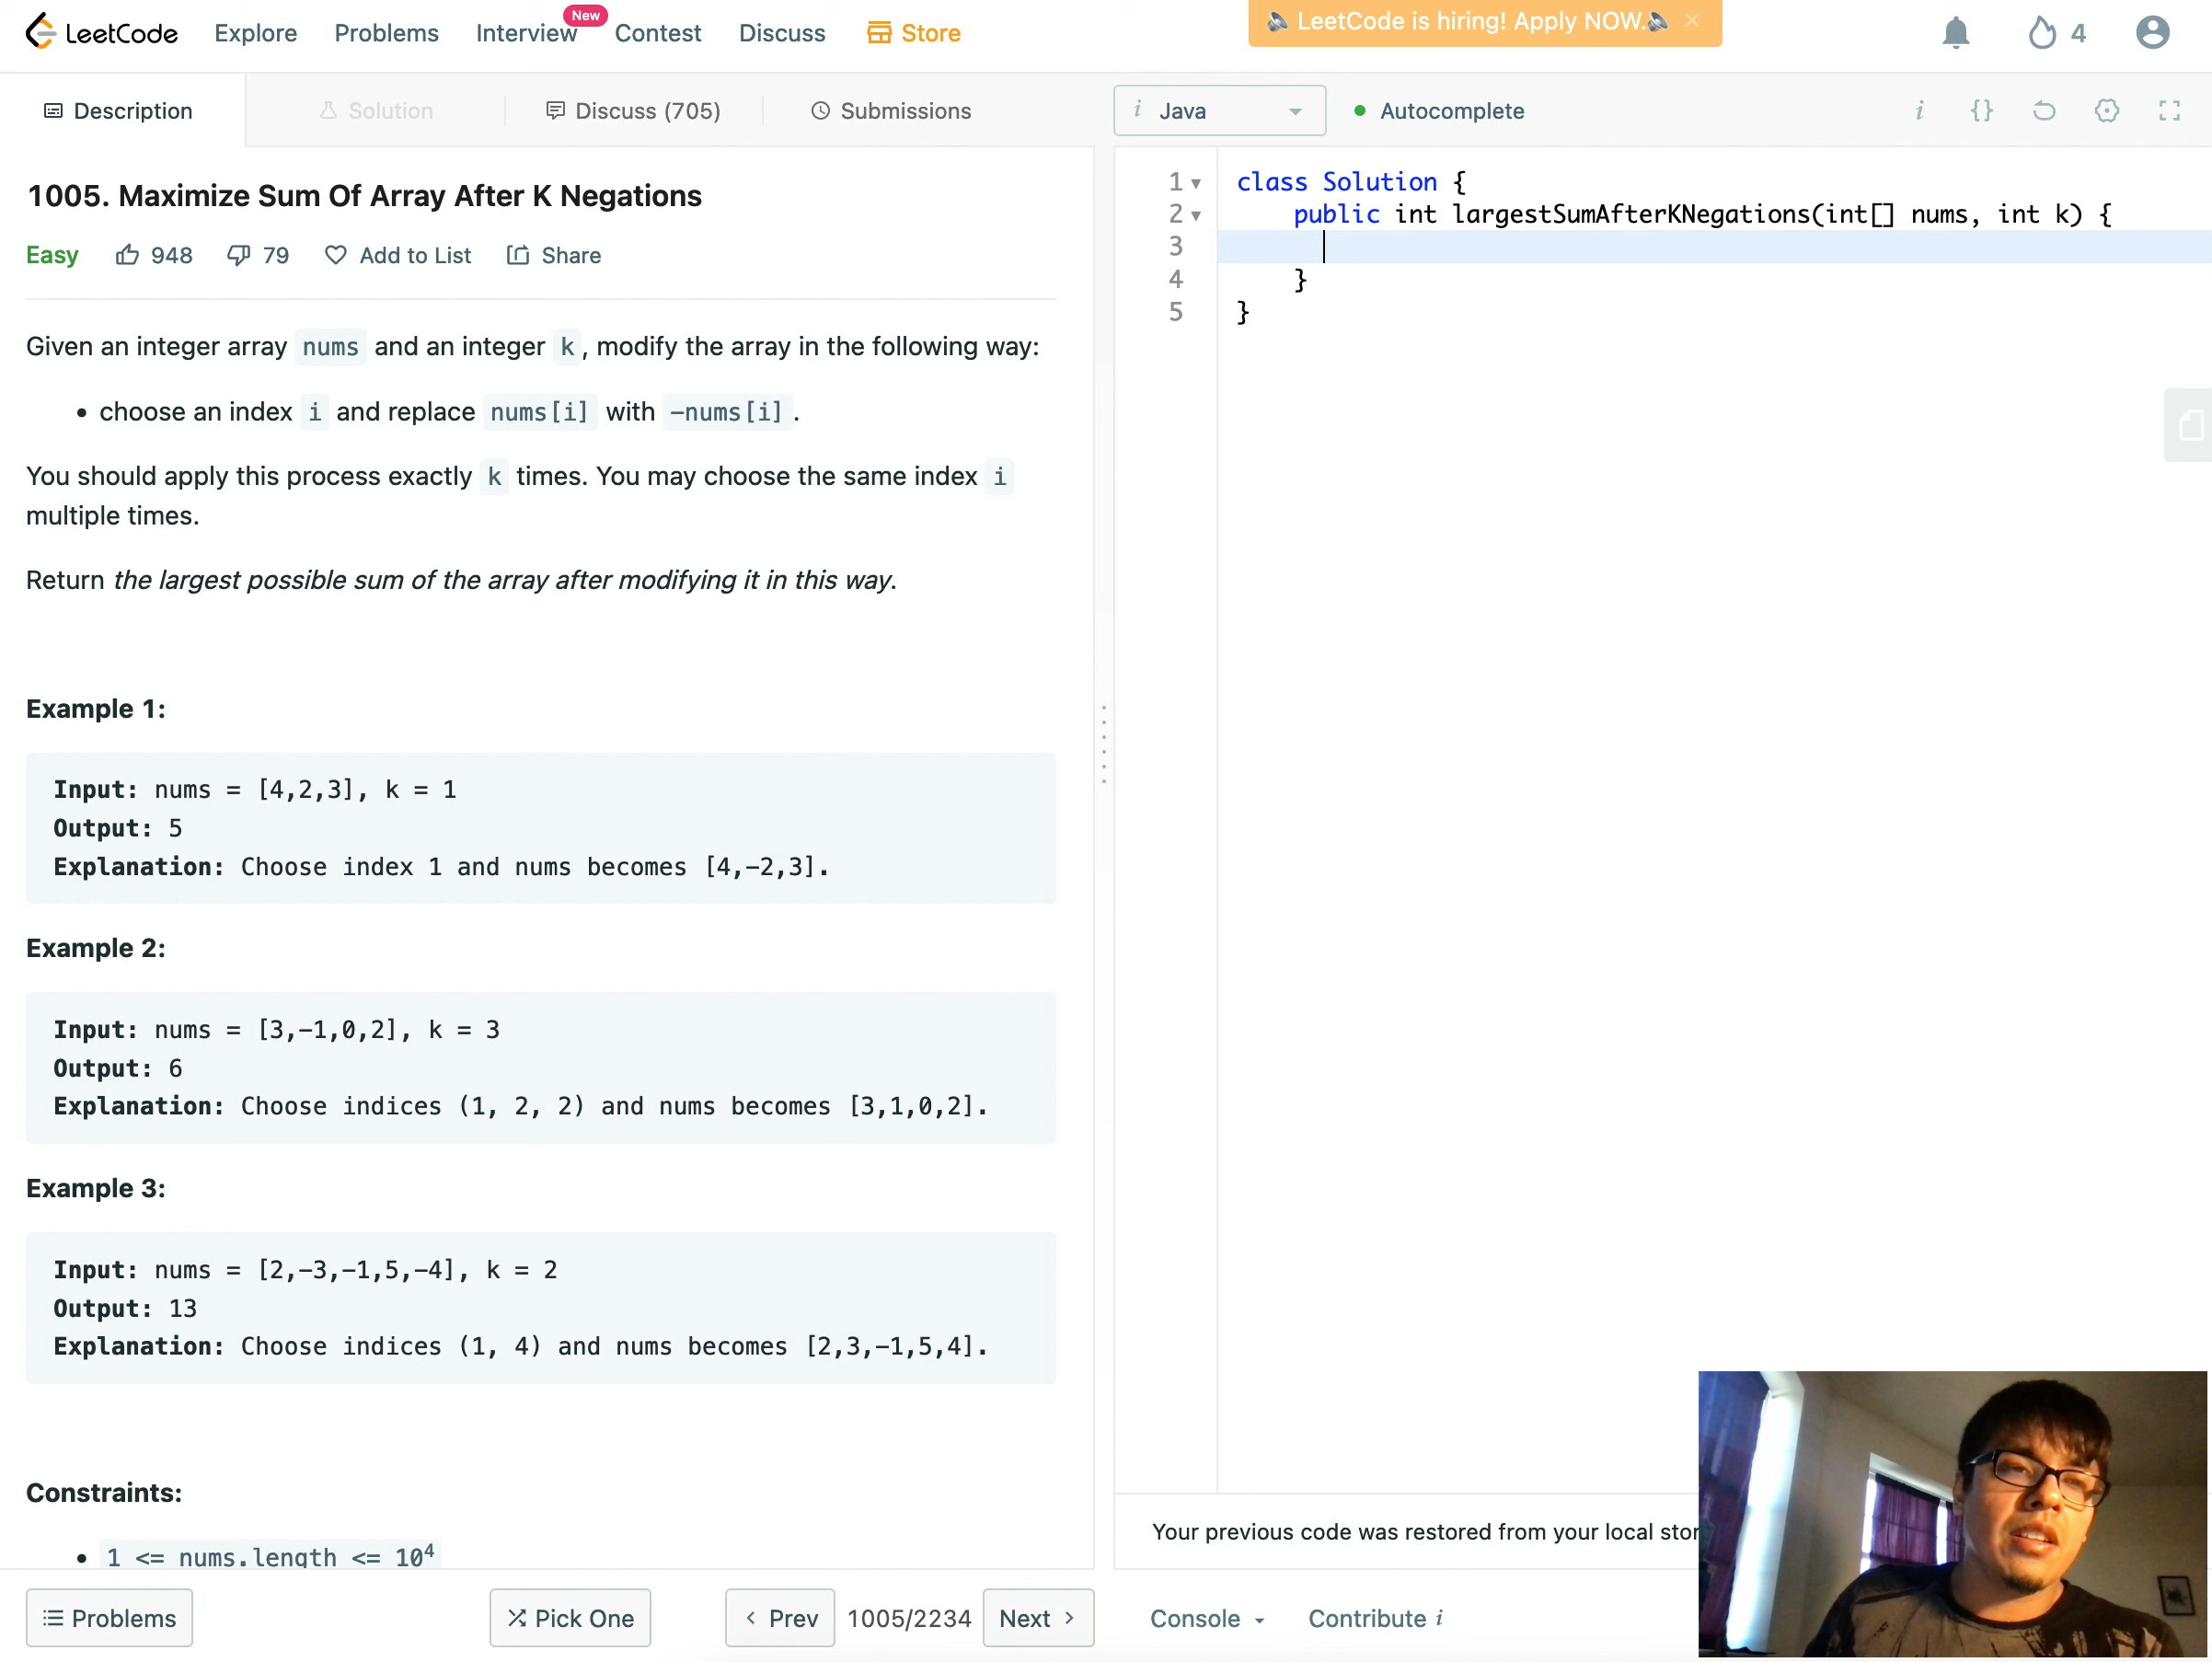 LeetCode
Explore
Problems
Interview
New
Contest
Discuss
Store
LeetCode is hiring! Apply NOW.
4
Description
Solution
Discuss (705)
Submissions
i Java
Autocomplete
i
{}
1005. Maximize Sum Of Array After K Negations
Easy
948
79
Add to List
Share
Given an integer array nums and an integer k, modify the array in the following way:
• choose an index i and replace nums[i] with -nums[i].
You should apply this process exactly k times. You may choose the same index i
multiple times.
Return the largest possible sum of the array after modifying it in this way.
Example 1:
Input: nums = [4,2,3], k = 1
Output: 5
Explanation: Choose index 1 and nums becomes [4,-2,3].
Example 2:
Input: nums = [3,-1,0,2], k = 3
Output: 6
Explanation: Choose indices (1, 2, 2) and nums becomes [3,1,0,2].
Example 3:
Input: nums = [2,-3,-1,5,-4], k = 2
Output: 13
Explanation: Choose indices (1, 4) and nums becomes [2,3,-1,5,4].
Constraints:
• 1 <= nums.length <= 10⁴
Problems
Pick One
Prev
1005/2234
Next
1 class Solution {
2 public int largestSumAfterKNegations(int[] nums, int k) {
3
4 }
5 }
Your previous code was restored from your local stor
Console
Contribute i